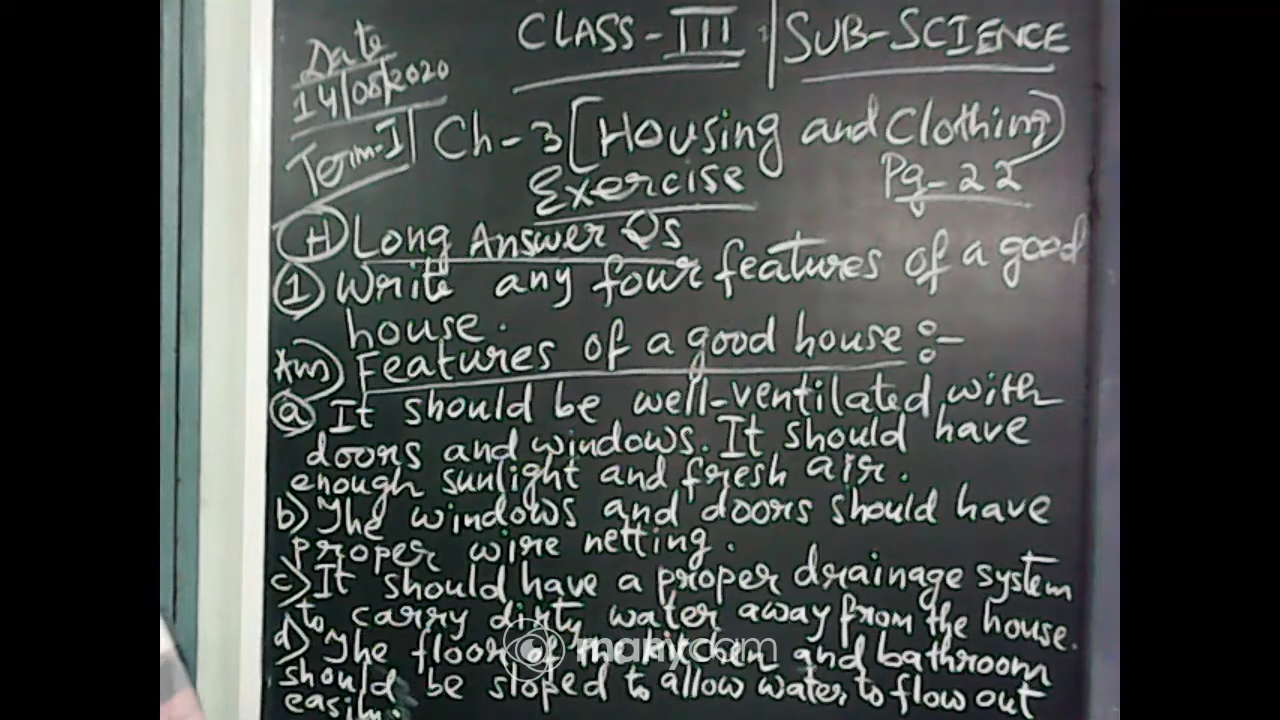 Date
14/08/2020
CLASS-III | SUB-SCIENCE
Term-I | Ch-3 [Housing and Clothing]
Exercise Pg-22
(H) Long Answer Qs
(1) Write any four features of a good
house.
Ans) Features of a good house :-
(a) It should be well-ventilated with
doors and windows. It should have
enough sunlight and fresh air.
b) The windows and doors should have
proper wire netting.
c) It should have a proper drainage system
to carry dirty water away from the house.
d) The floor of the kitchen and bathroom
should be sloped to allow water to flow out
easily.
manycam